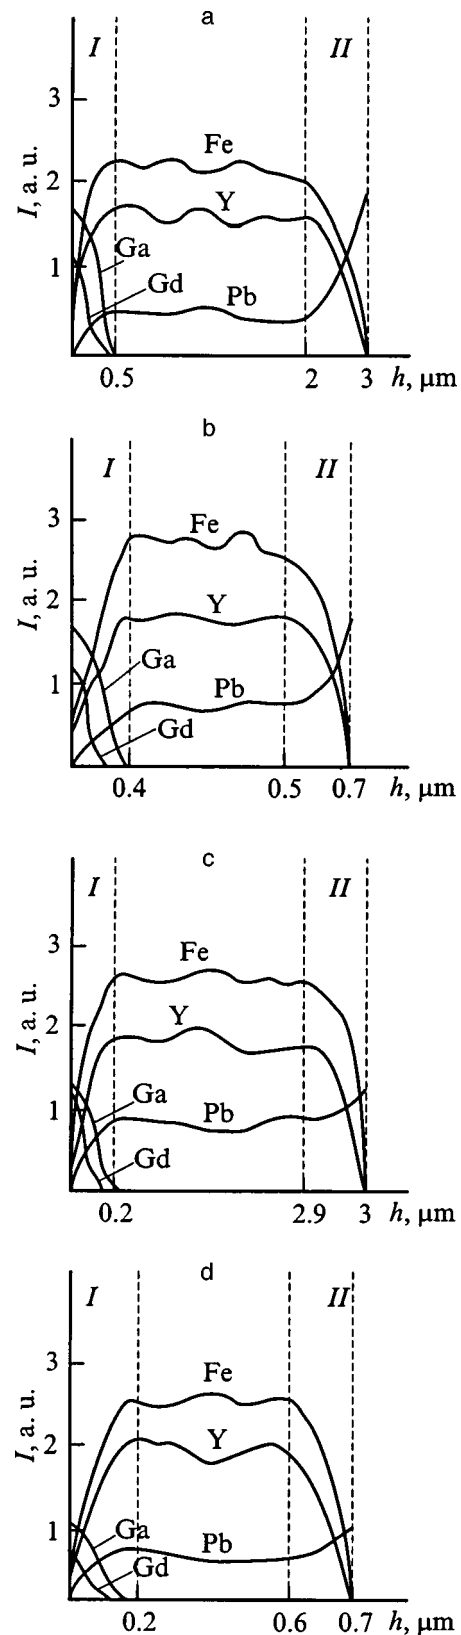 a
I II
3
Fe
2
Y
I, a. u.
Ga
1
Gd Pb
0.5 2 3 h, μm
b
I II
3
Fe
2
Y
I, a. u.
Ga
1
Pb
Gd
0.4 0.5 0.7 h, μm
c
I II
3
Fe
2
Y
I, a. u.
Ga
1
Pb
Gd
0.2 2.9 3 h, μm
d
I II
3
Fe
2
Y
I, a. u.
1
Ga
Pb
Gd
0.2 0.6 0.7 h, μm